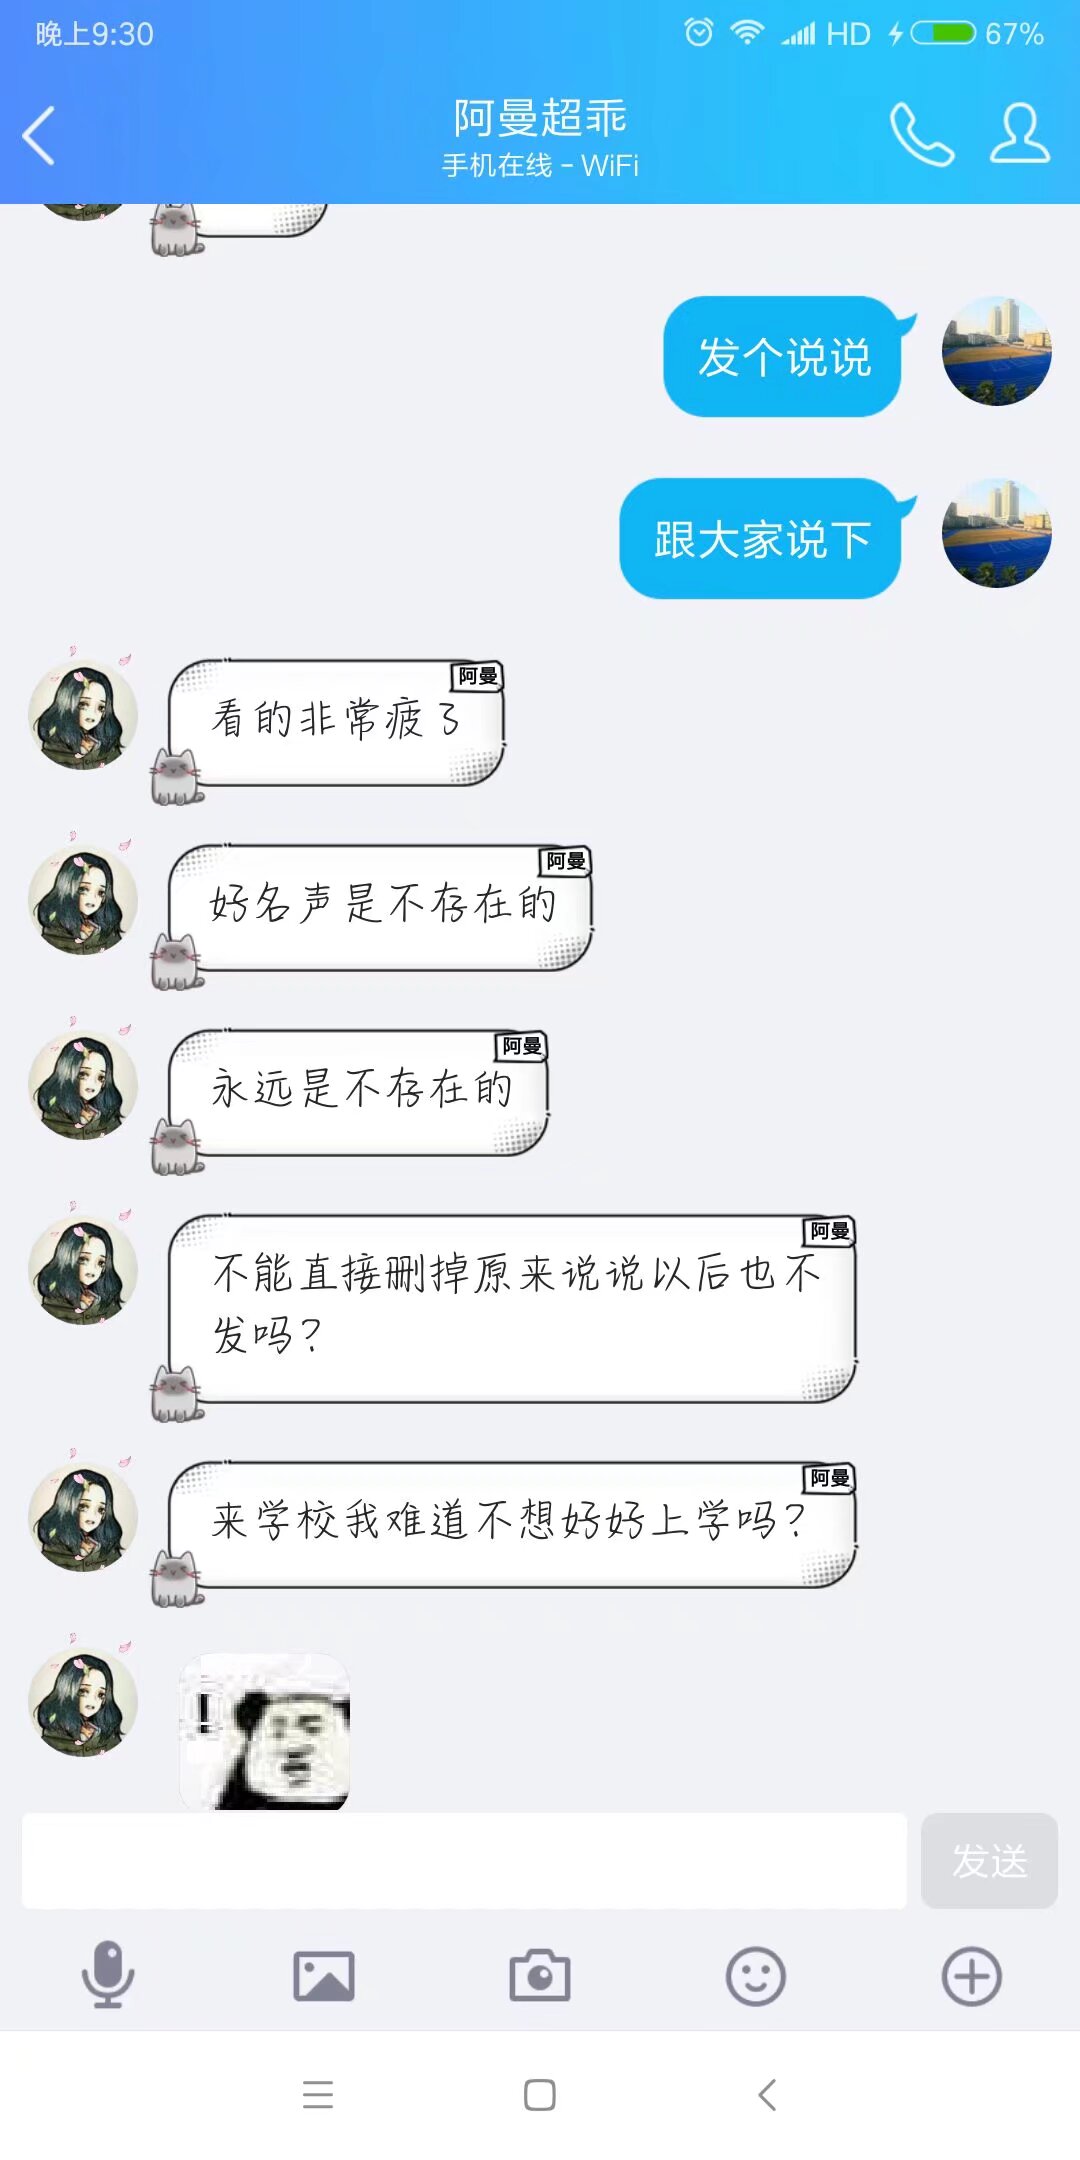 晚上9:30
HD
67%
阿曼超乖
手机在线 - WiFi
发个说说
跟大家说下
阿曼
看的非常疲了
阿曼
好名声是不存在的
阿曼
永远是不存在的
阿曼
不能直接删掉原来说说以后也不
发吗?
阿曼
来学校我难道不想好好上学吗?
发送